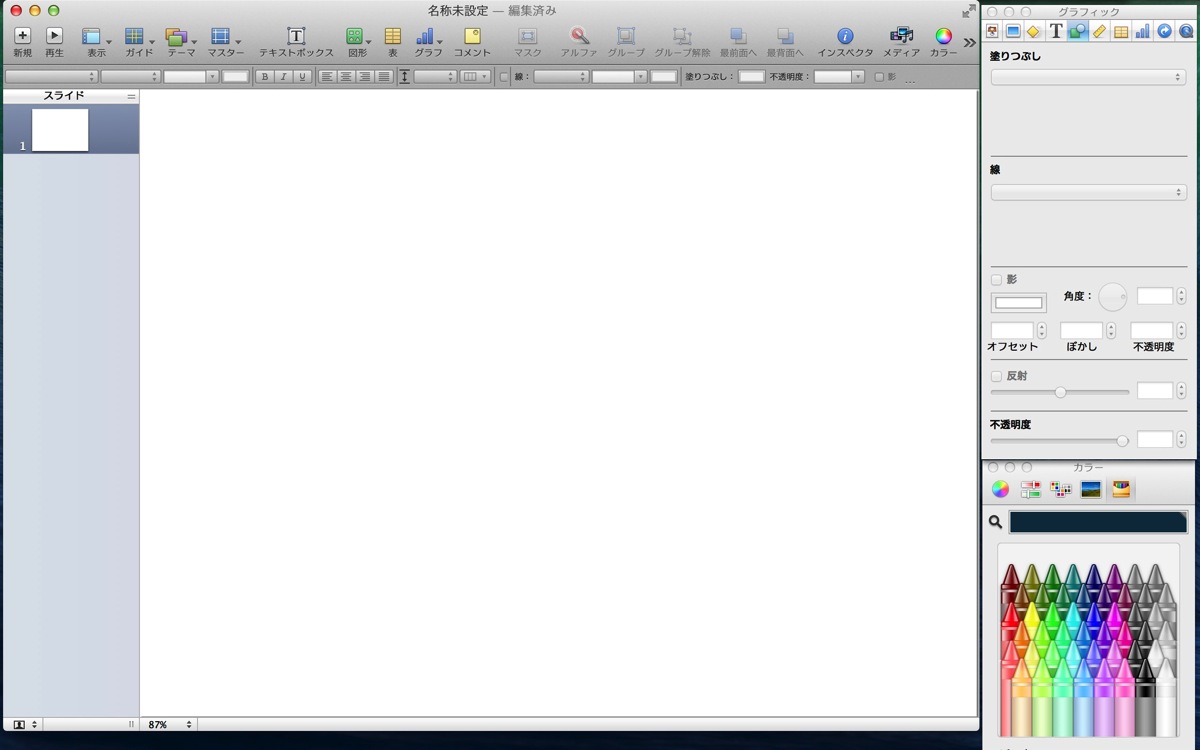 名称未設定 — 編集済み
新規 再生 表示 ガイド テーマ マスター テキストボックス 図形 表 グラフ コメント マスク アルファ グループ グループ解除 最前面へ 最背面へ インスペクタ メディア カラー
B I U 線： 塗りつぶし： 不透明度： 影
スライド
1
87%
グラフィック
塗りつぶし
線
影
角度：
オフセット ぼかし 不透明度
反射
不透明度
カラー